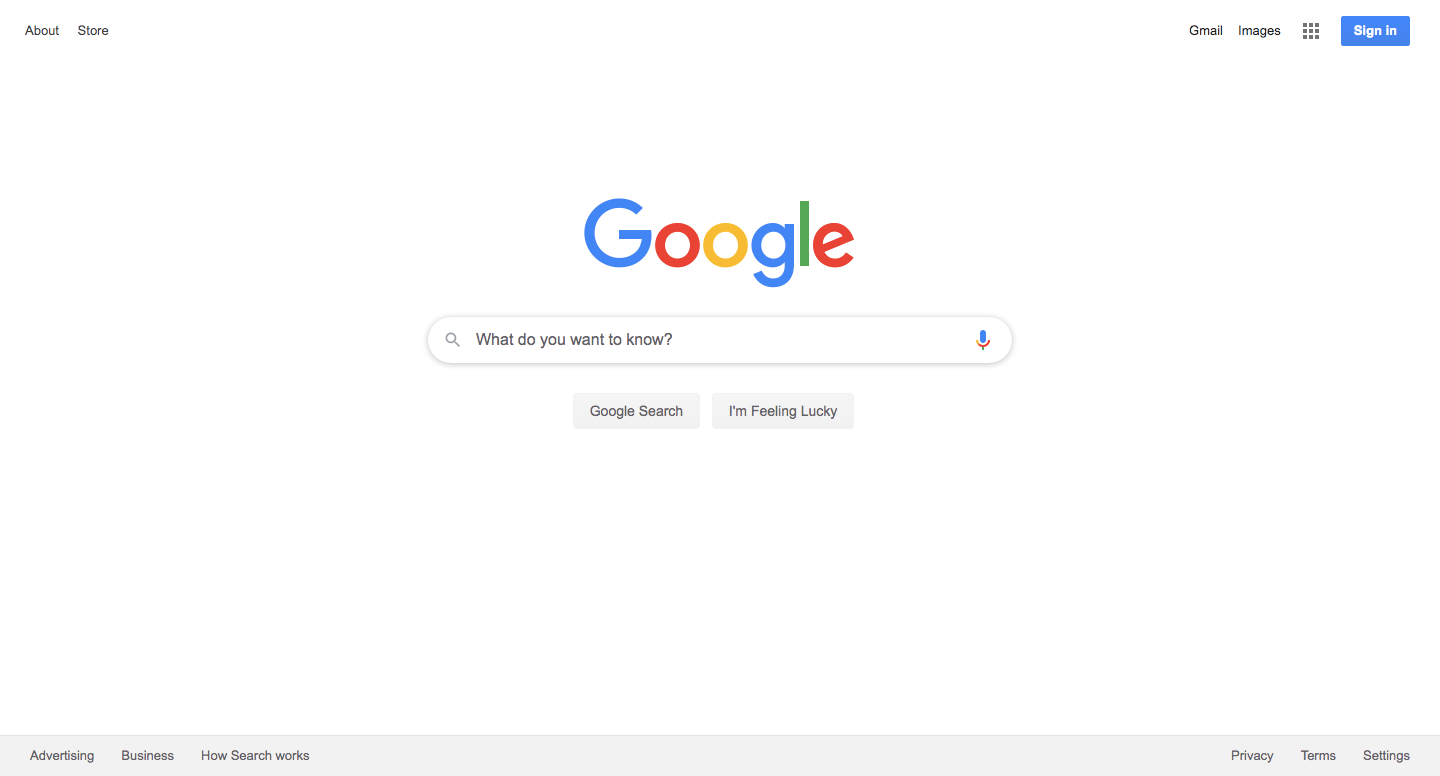 About Store Gmail Images Sign in
Google
What do you want to know?
Google Search I'm Feeling Lucky
Advertising Business How Search works Privacy Terms Settings